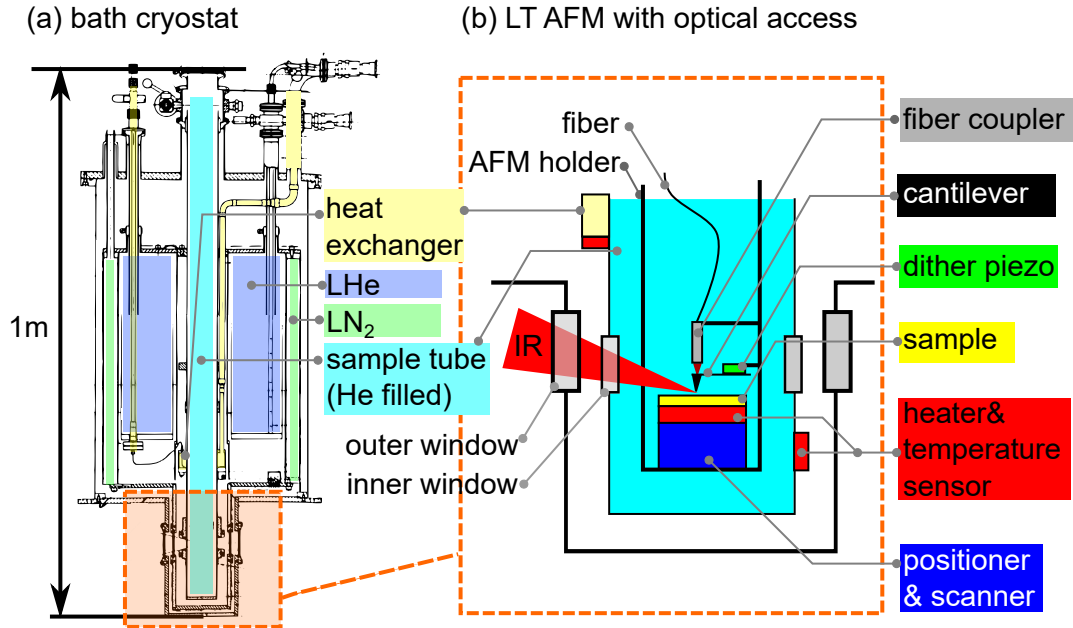 (a) bath cryostat
(b) LT AFM with optical access
1m
heat
exchanger
LHe
LN₂
sample tube
(He filled)
outer window
inner window
fiber
AFM holder
IR
fiber coupler
cantilever
dither piezo
sample
heater&
temperature
sensor
positioner
& scanner